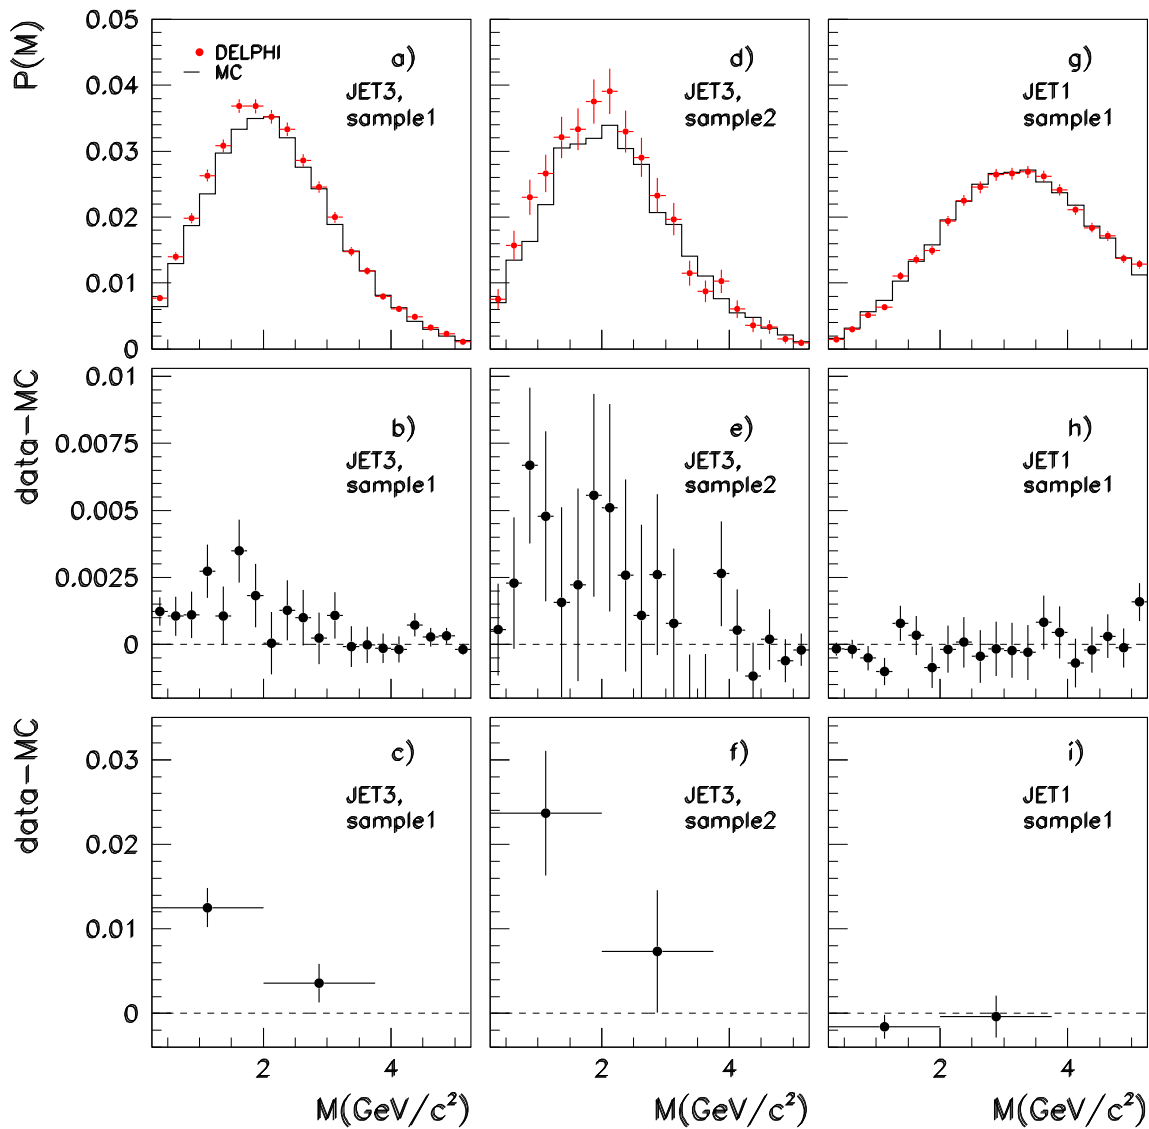 P(M)
0.05
0.04
0.03
0.02
0.01
0
DELPHI
MC
a)
JET3,
sample1
d)
JET3,
sample2
g)
JET1
sample1
data-MC
0.01
0.0075
0.005
0.0025
0
b)
JET3,
sample1
e)
JET3,
sample2
h)
JET1
sample1
data-MC
0.03
0.02
0.01
0
c)
JET3,
sample1
f)
JET3,
sample2
i)
JET1
sample1
2 4
2 4
2 4
M(GeV/c²)
M(GeV/c²)
M(GeV/c²)